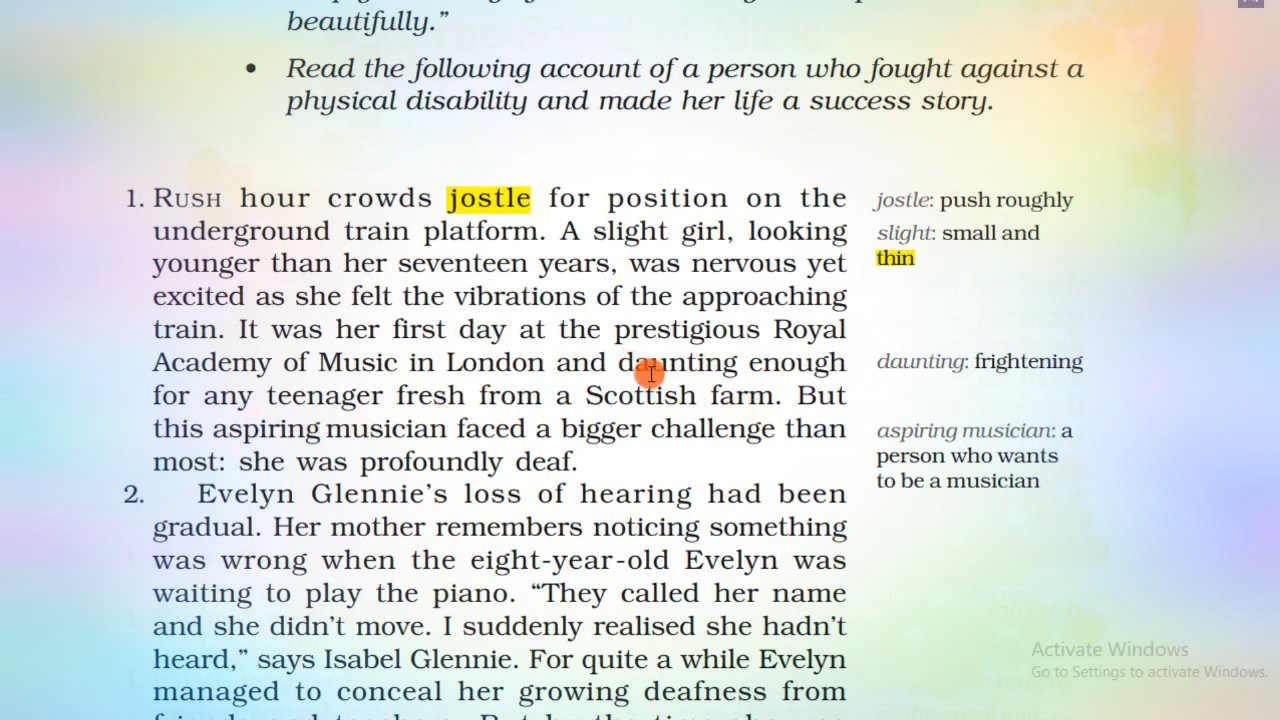 beautifully.”
• Read the following account of a person who fought against a
physical disability and made her life a success story.
1. RUSH hour crowds jostle for position on the
underground train platform. A slight girl, looking
younger than her seventeen years, was nervous yet
excited as she felt the vibrations of the approaching
train. It was her first day at the prestigious Royal
Academy of Music in London and daunting enough
for any teenager fresh from a Scottish farm. But
this aspiring musician faced a bigger challenge than
most: she was profoundly deaf.
2. Evelyn Glennie’s loss of hearing had been
gradual. Her mother remembers noticing something
was wrong when the eight-year-old Evelyn was
waiting to play the piano. “They called her name
and she didn’t move. I suddenly realised she hadn’t
heard,” says Isabel Glennie. For quite a while Evelyn
managed to conceal her growing deafness from
jostle: push roughly
slight: small and
thin
daunting: frightening
aspiring musician: a
person who wants
to be a musician
Activate Windows
Go to Settings to activate Windows.